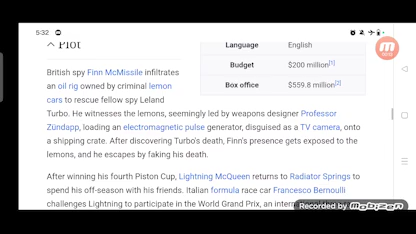 5:32
Plot
Language English
Budget $200 million[1]
Box office $559.8 million[2]
British spy Finn McMissile infiltrates
an oil rig owned by criminal lemon
cars to rescue fellow spy Leland
Turbo. He witnesses the lemons, seemingly led by weapons designer Professor
Zündapp, loading an electromagnetic pulse generator, disguised as a TV camera, onto
a shipping crate. After discovering Turbo's death, Finn's presence gets exposed to the
lemons, and he escapes by faking his death.
After winning his fourth Piston Cup, Lightning McQueen returns to Radiator Springs to
spend his off-season with his friends. Italian formula race car Francesco Bernoulli
challenges Lightning to participate in the World Grand Prix, an
Recorded by Mobizen